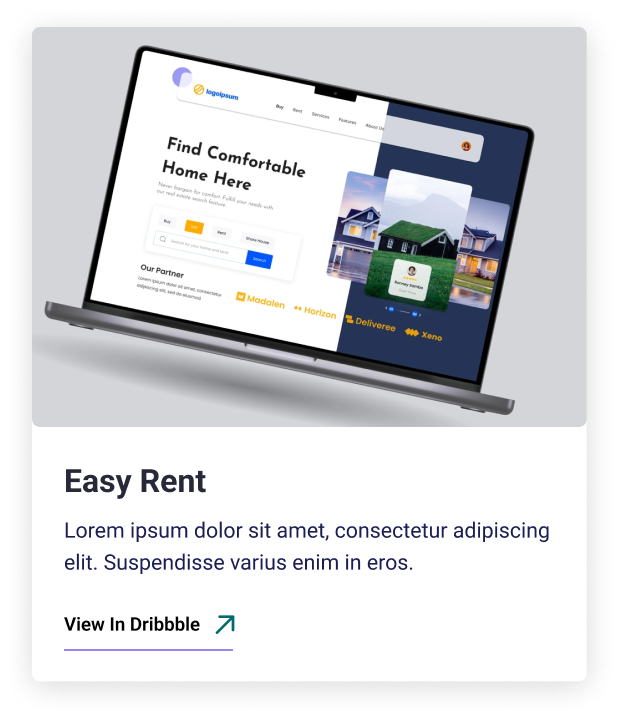 logoipsum
Buy Rent Services Features About Us
Find Comfortable
Home Here
Never bargain for comfort. Fulfill your needs with
our real estate search feature
Buy Rent Share House
Search for your home and land Search
Our Partner
Lorem ipsum dolor sit amet, consectetur
adipiscing elit, sed do eiusmod
Madalen Horizon Deliveree Xeno
Easy Rent
Lorem ipsum dolor sit amet, consectetur adipiscing
elit. Suspendisse varius enim in eros.
View In Dribbble